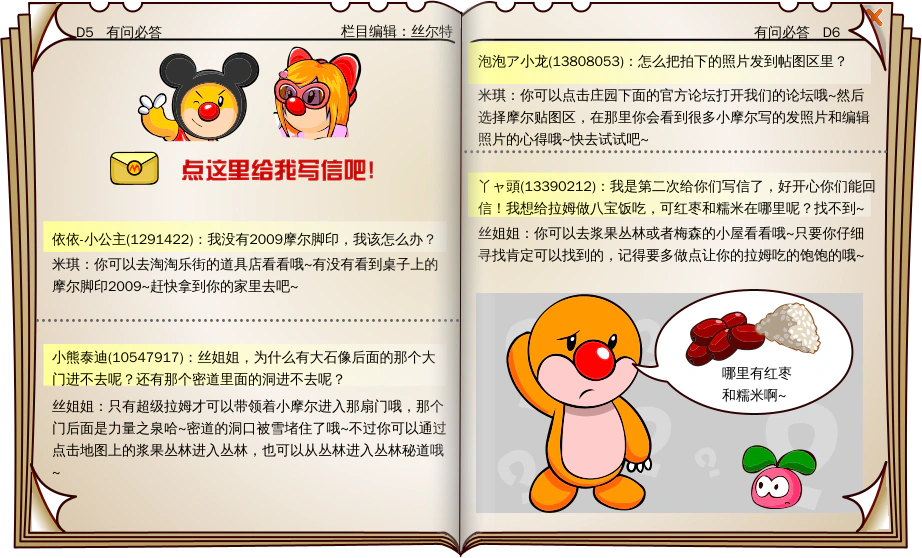 D5 有问必答
栏目编辑：丝尔特
点这里给我写信吧！
依依-小公主(1291422)：我没有2009摩尔脚印，我该怎么办？
米琪：你可以去淘淘乐街的道具店看看哦~有没有看到桌子上的
摩尔脚印2009~赶快拿到你的家里去吧~
小熊泰迪(10547917)：丝姐姐，为什么有大石像后面的那个大
门进不去呢？还有那个密道里面的洞进不去呢？
丝姐姐：只有超级拉姆才可以带领着小摩尔进入那扇门哦，那个
门后面是力量之泉哈~密道的洞口被雪堵住了哦~不过你可以通过
点击地图上的浆果丛林进入丛林，也可以从丛林进入丛林秘道哦
~
有问必答 D6
泡泡ア小龙(13808053)：怎么把拍下的照片发到帖图区里？
米琪：你可以点击庄园下面的官方论坛打开我们的论坛哦~然后
选择摩尔贴图区，在那里你会看到很多小摩尔写的发照片和编辑
照片的心得哦~快去试试吧~
丫ャ頭(13390212)：我是第二次给你们写信了，好开心你们能回
信！我想给拉姆做八宝饭吃，可红枣和糯米在哪里呢？找不到~
丝姐姐：你可以去浆果丛林或者梅森的小屋看看哦~只要你仔细
寻找肯定可以找到的，记得要多做点让你的拉姆吃的饱饱的哦~
哪里有红枣
和糯米啊~